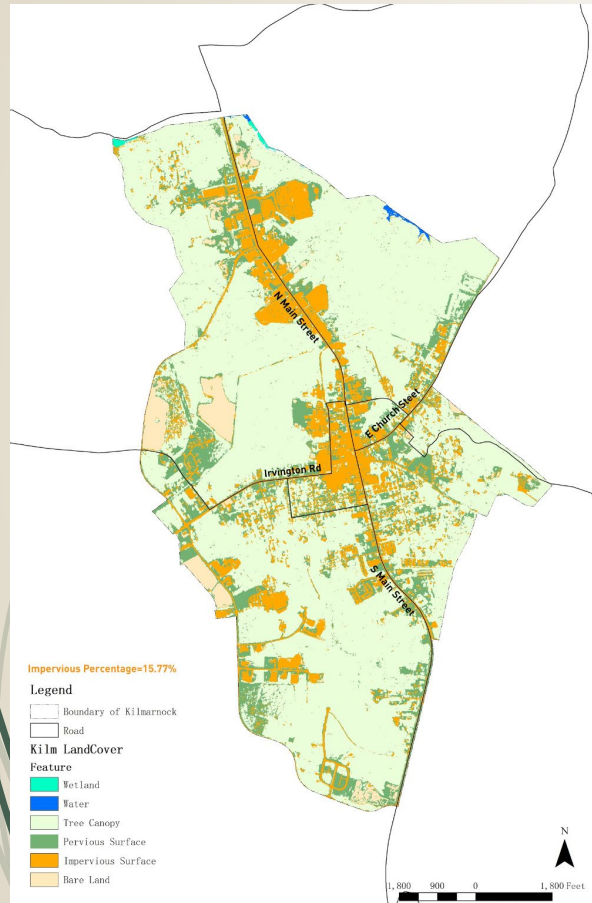 N Main Street
E Church Steet
Irvington Rd
S Main Street
Impervious Percentage=15.77%
Legend
Boundary of Kilmarnock
Road
Kilm LandCover
Feature
Wetland
Water
Tree Canopy
Pervious Surface
Impervious Surface
Bare Land
N
1,800 900 0 1,800 Feet